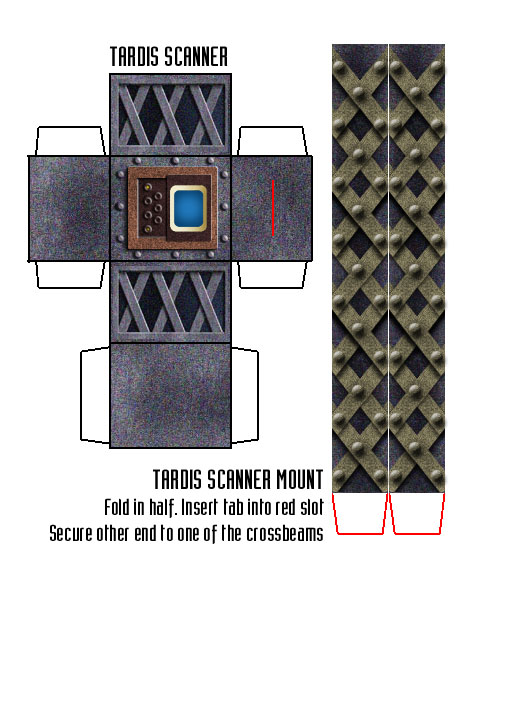 TARDIS SCANNER
TARDIS SCANNER MOUNT
Fold in half. Insert tab into red slot
Secure other end to one of the crossbeams